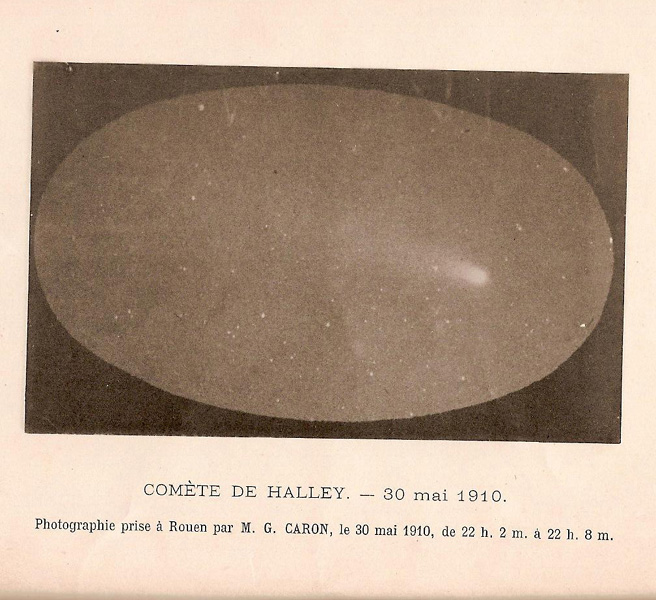 COMÈTE DE HALLEY. — 30 mai 1910.
Photographie prise à Rouen par M. G. CARON, le 30 mai 1910, de 22 h. 2 m. à 22 h. 8 m.